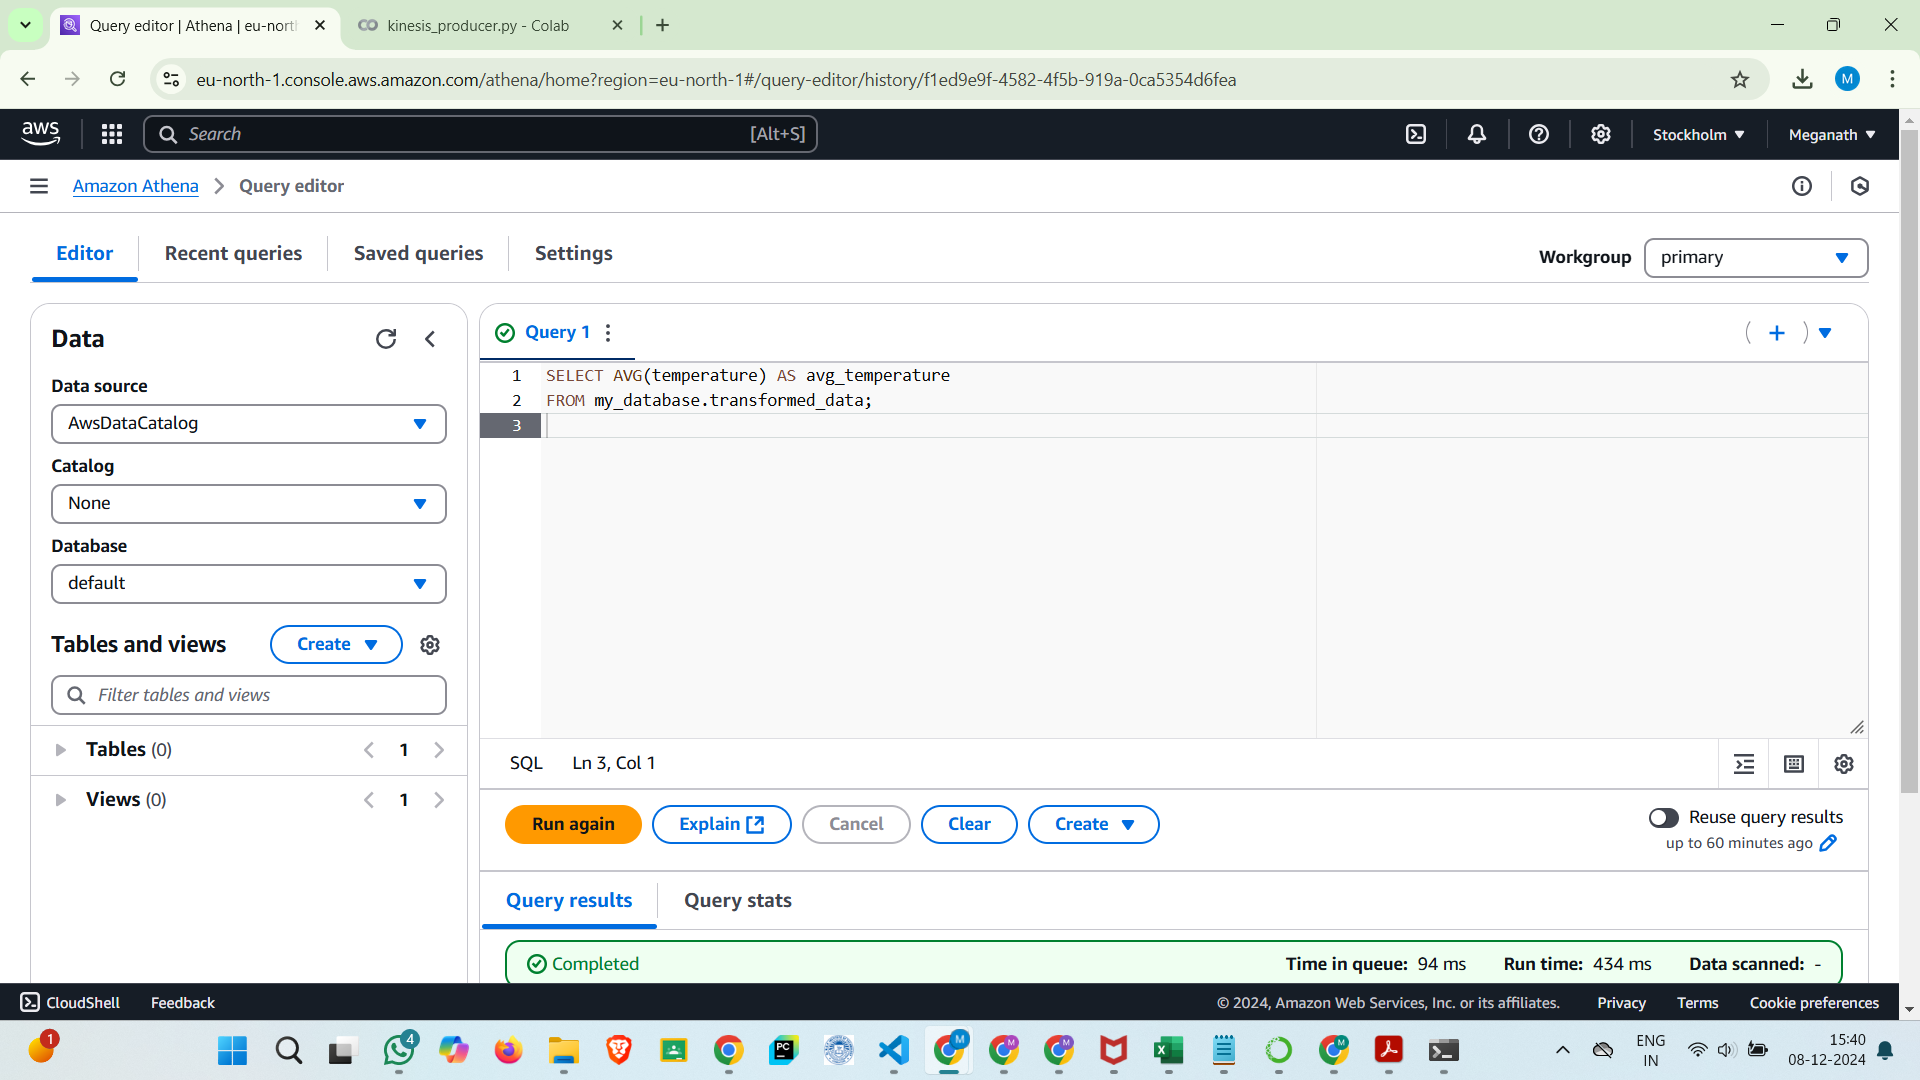 Query editor | Athena | eu-nort
kinesis_producer.py - Colab
eu-north-1.console.aws.amazon.com/athena/home?region=eu-north-1#/query-editor/history/f1ed9e9f-4582-4f5b-919a-0ca5354d6fea
M
aws
Search
[Alt+S]
Stockholm
Meganath
Amazon Athena
Query editor
Editor
Recent queries
Saved queries
Settings
Workgroup
primary
Data
Data source
AwsDataCatalog
Catalog
None
Database
default
Tables and views
Create
Filter tables and views
Tables (0)
1
Views (0)
1
Query 1
1 SELECT AVG(temperature) AS avg_temperature
2 FROM my_database.transformed_data;
3
SQL
Ln 3, Col 1
Run again
Explain
Cancel
Clear
Create
Reuse query results
up to 60 minutes ago
Query results
Query stats
Completed
Time in queue: 94 ms
Run time: 434 ms
Data scanned: -
CloudShell
Feedback
© 2024, Amazon Web Services, Inc. or its affiliates.
Privacy
Terms
Cookie preferences
1
4
PC
M
M
M
M
ENG
IN
15:40
08-12-2024